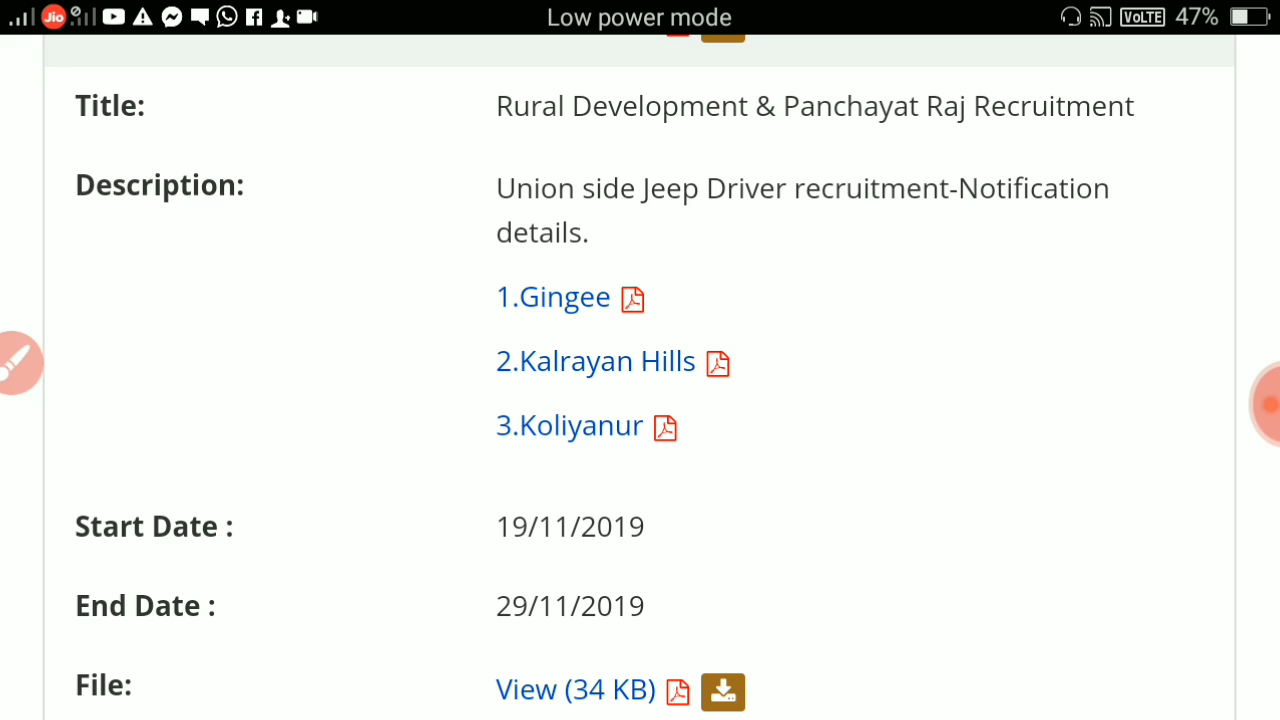 Jio Low power mode VoLTE 47%
Title: Rural Development & Panchayat Raj Recruitment
Description: Union side Jeep Driver recruitment-Notification
details.
1.Gingee
2.Kalrayan Hills
3.Koliyanur
Start Date : 19/11/2019
End Date : 29/11/2019
File: View (34 KB)